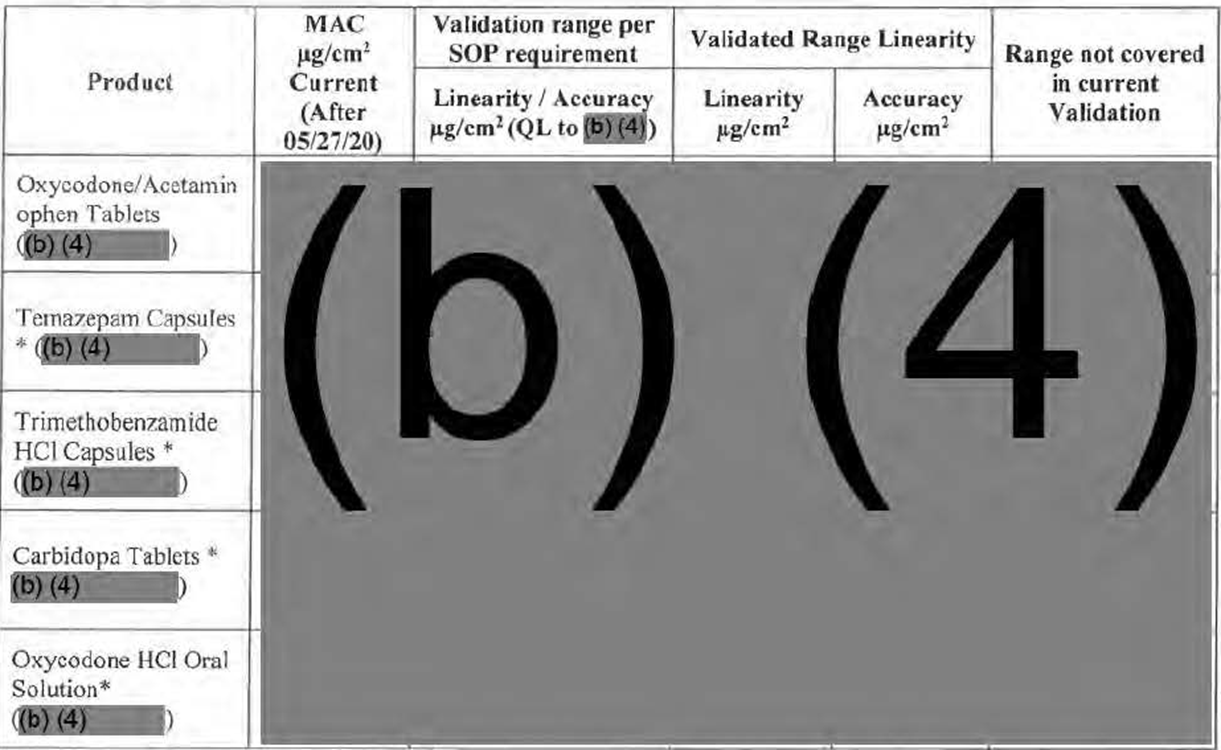 Product
MAC
µg/cm²
Current
(After
05/27/20)
Validation range per
SOP requirement
Linearity / Accuracy
µg/cm² (QL to (b) (4))
Validated Range Linearity
Linearity
µg/cm²
Accuracy
µg/cm²
Range not covered
in current
Validation
Oxycodone/Acetamin
ophen Tablets
((b) (4) )
Temazepam Capsules
* ((b) (4) )
Trimethobenzamide
HCl Capsules *
((b) (4) )
Carbidopa Tablets *
(b) (4) )
Oxycodone HCl Oral
Solution*
((b) (4) )
(b) (4)